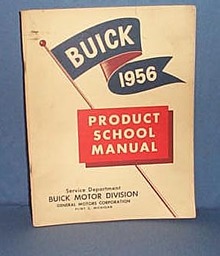 BUICK
1956
PRODUCT
SCHOOL
MANUAL
Service Department
BUICK MOTOR DIVISION
GENERAL MOTORS CORPORATION
FLINT 2, MICHIGAN